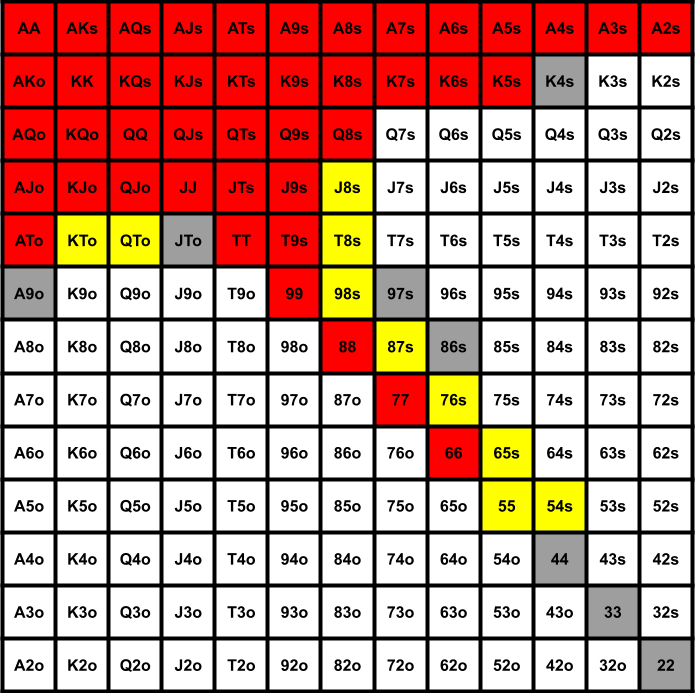 AA AKs AQs AJs ATs A9s A8s A7s A6s A5s A4s A3s A2s
AKo KK KQs KJs KTs K9s K8s K7s K6s K5s K4s K3s K2s
AQo KQo QQ QJs QTs Q9s Q8s Q7s Q6s Q5s Q4s Q3s Q2s
AJo KJo QJo JJ JTs J9s J8s J7s J6s J5s J4s J3s J2s
ATo KTo QTo JTo TT T9s T8s T7s T6s T5s T4s T3s T2s
A9o K9o Q9o J9o T9o 99 98s 97s 96s 95s 94s 93s 92s
A8o K8o Q8o J8o T8o 98o 88 87s 86s 85s 84s 83s 82s
A7o K7o Q7o J7o T7o 97o 87o 77 76s 75s 74s 73s 72s
A6o K6o Q6o J6o T6o 96o 86o 76o 66 65s 64s 63s 62s
A5o K5o Q5o J5o T5o 95o 85o 75o 65o 55 54s 53s 52s
A4o K4o Q4o J4o T4o 94o 84o 74o 64o 54o 44 43s 42s
A3o K3o Q3o J3o T3o 93o 83o 73o 63o 53o 43o 33 32s
A2o K2o Q2o J2o T2o 92o 82o 72o 62o 52o 42o 32o 22